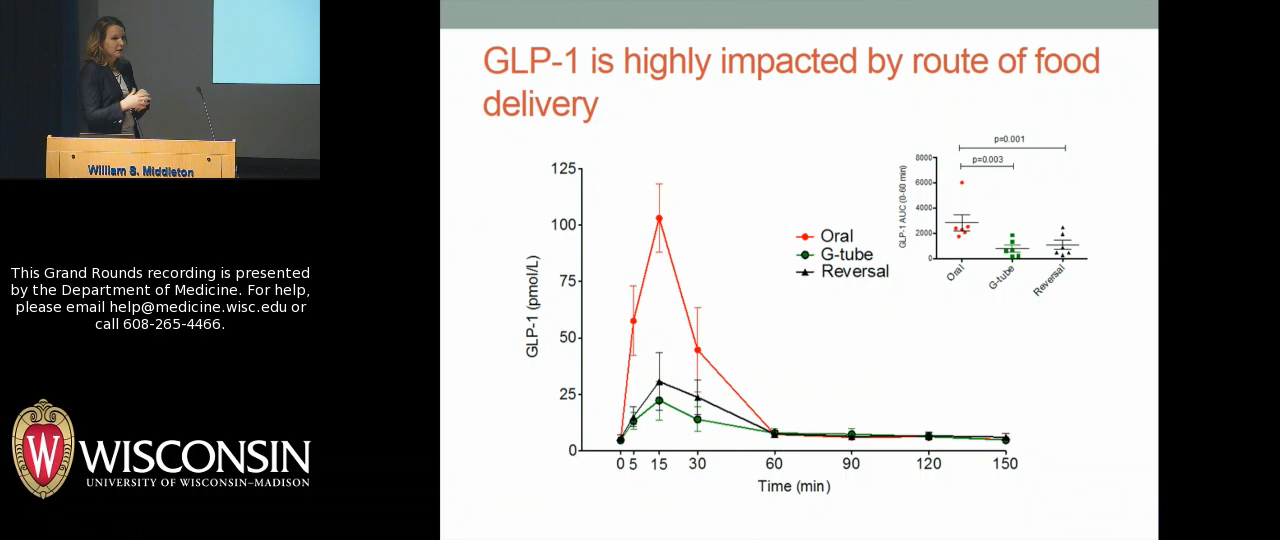 William S. Middleton
This Grand Rounds recording is presented
by the Department of Medicine. For help,
please email help@medicine.wisc.edu or
call 608-265-4466.
W
WISCONSIN
UNIVERSITY OF WISCONSIN–MADISON
GLP-1 is highly impacted by route of food
delivery
125
100
75
50
25
0
GLP-1 (pmol/L)
0 5 15 30 60 90 120 150
Time (min)
Oral
G-tube
Reversal
p=0.001
p=0.003
8000
6000
4000
2000
0
GLP-1 AUC (0-60 min)
Oral
G-tube
Reversal